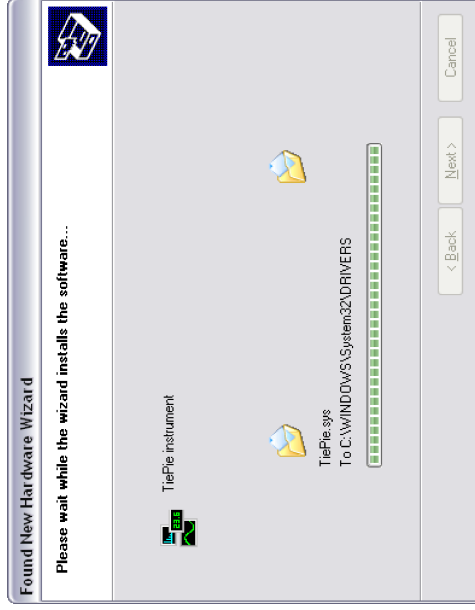 Found New Hardware Wizard
Please wait while the wizard installs the software...
TiePie instrument
TiePie.sys
To C:\WINDOWS\System32\DRIVERS
< Back
Next >
Cancel